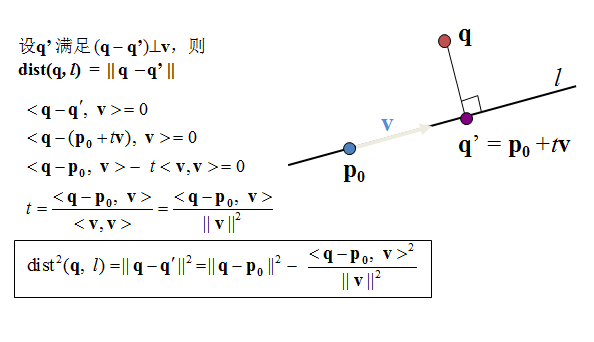 设q’满足(q – q’)⊥v，则
dist(q, l) = || q –q’ ||
< q – q′, v >= 0
< q – (p₀ + tv), v >= 0
< q – p₀, v > – t < v,v >= 0
t = < q – p₀, v > / < v,v > = < q – p₀, v > / || v ||²
dist²(q, l) =|| q – q′ ||² =|| q – p₀ ||² – < q – p₀, v >² / || v ||²
q
l
v
q’ = p₀ +tv
p₀